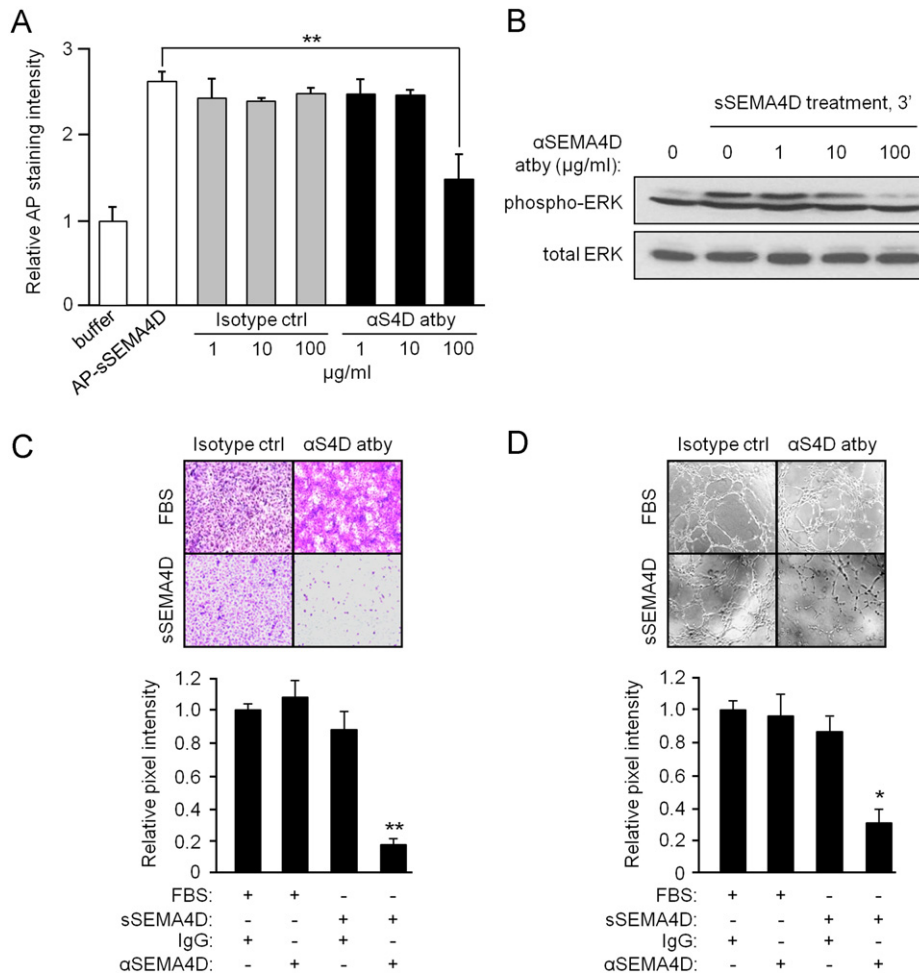 A
**
Relative AP staining intensity
3
2
1
0
buffer
AP-sSEMA4D
Isotype ctrl
αS4D atby
1 10 100 1 10 100
µg/ml
B
sSEMA4D treatment, 3'
αSEMA4D
atby (µg/ml):
0 0 1 10 100
phospho-ERK
total ERK
C
Isotype ctrl αS4D atby
FBS
sSEMA4D
Relative pixel intensity
1.2
1.0
0.8
0.6
0.4
0.2
0
**
FBS: + + - -
sSEMA4D: - - + +
IgG: + - + -
αSEMA4D: - + - +
D
Isotype ctrl αS4D atby
FBS
sSEMA4D
Relative pixel intensity
1.2
1.0
0.8
0.6
0.4
0.2
0
*
FBS: + + - -
sSEMA4D: - - + +
IgG: + - + -
αSEMA4D: - + - +